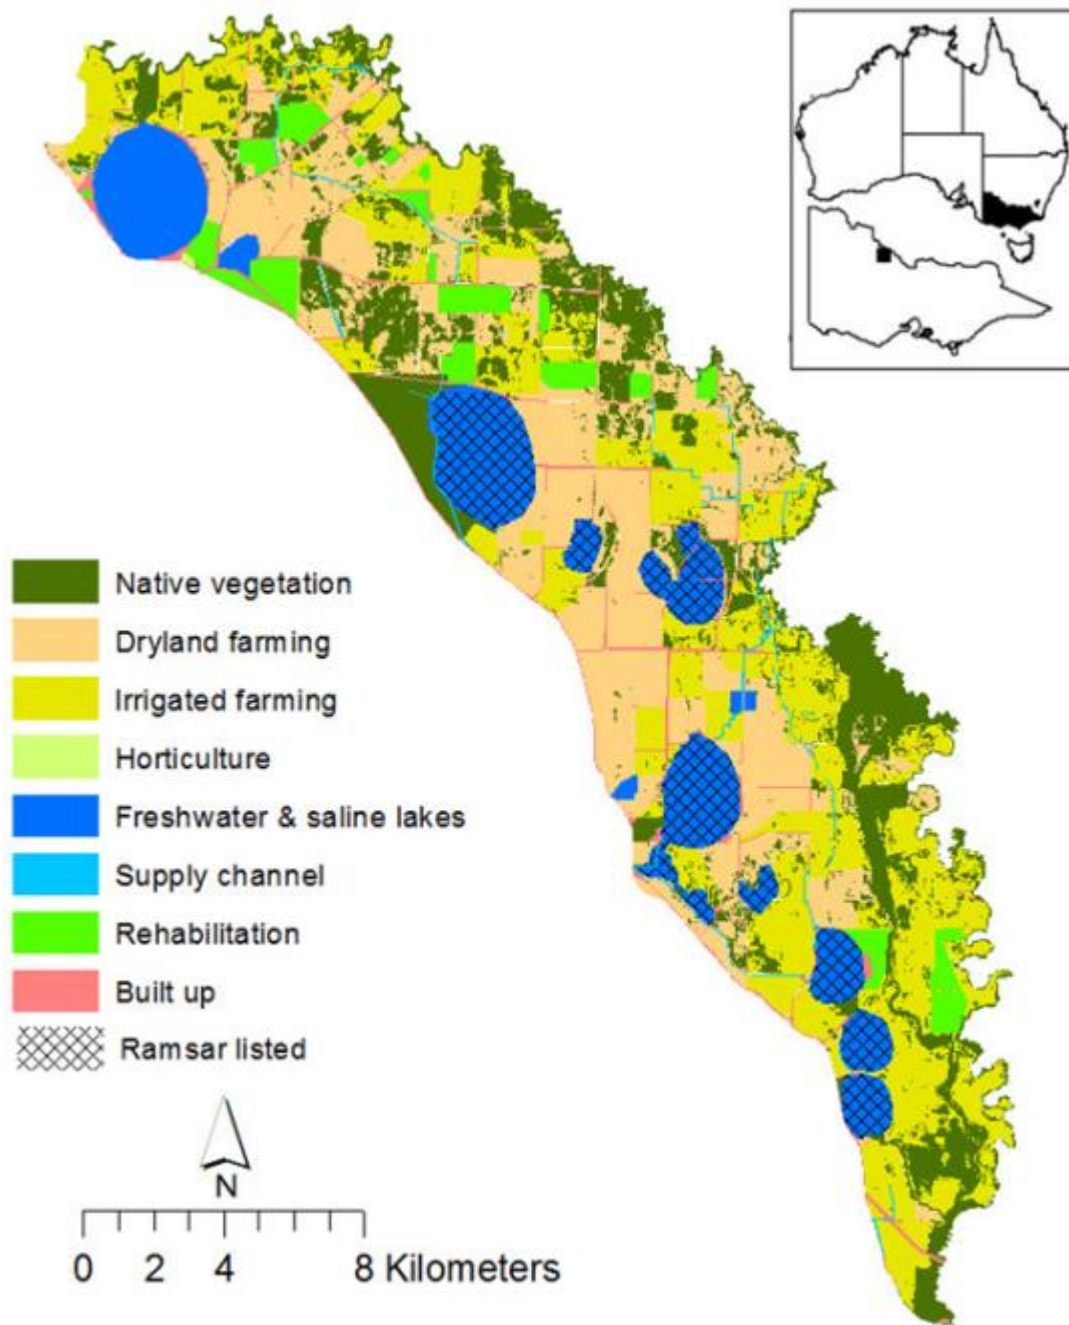 Native vegetation
Dryland farming
Irrigated farming
Horticulture
Freshwater & saline lakes
Supply channel
Rehabilitation
Built up
Ramsar listed
N
0 2 4 8 Kilometers